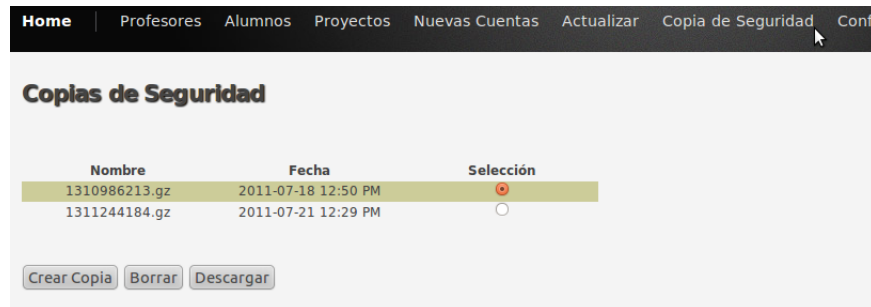 Home Profesores Alumnos Proyectos Nuevas Cuentas Actualizar Copia de Seguridad Conf
Copias de Seguridad
Nombre Fecha Selección
1310986213.gz 2011-07-18 12:50 PM
1311244184.gz 2011-07-21 12:29 PM
Crear Copia Borrar Descargar